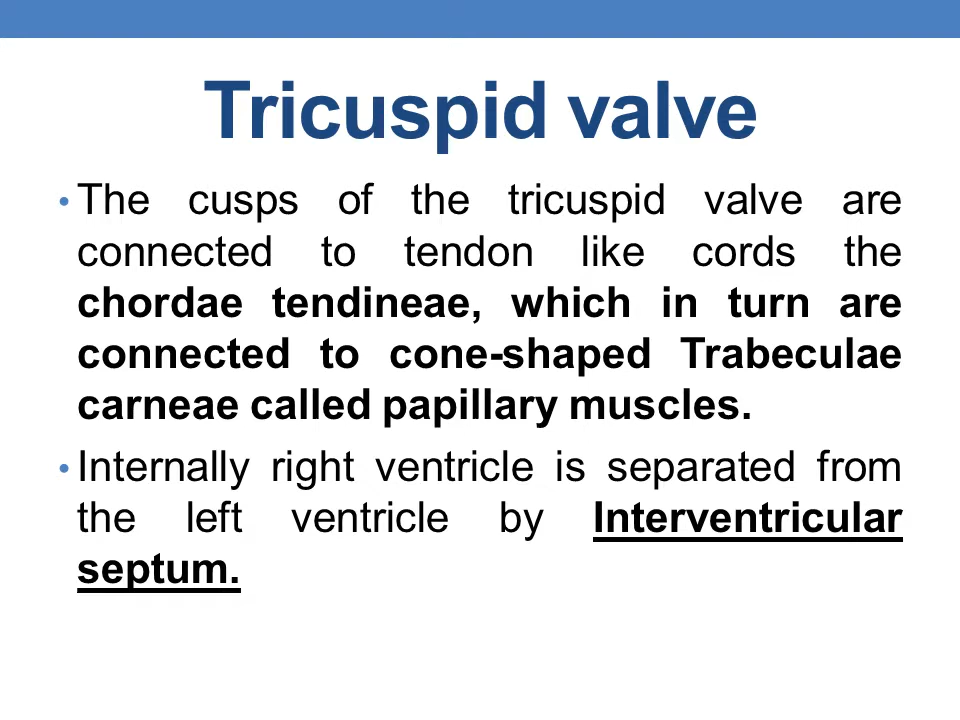 Tricuspid valve
• The cusps of the tricuspid valve are
connected to tendon like cords the
chordae tendineae, which in turn are
connected to cone-shaped Trabeculae
carneae called papillary muscles.
• Internally right ventricle is separated from
the left ventricle by Interventricular
septum.